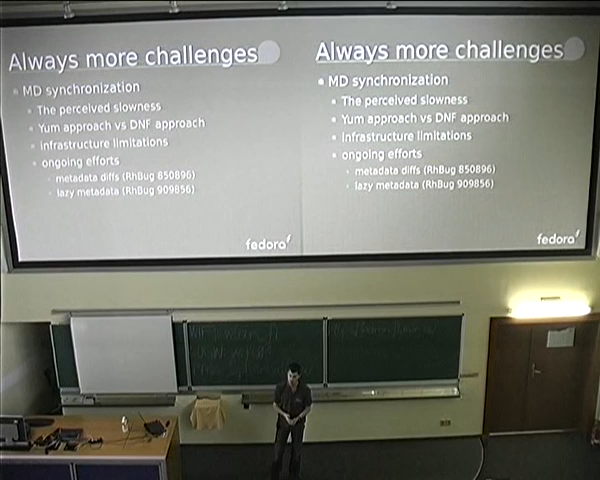 Always more challenges
MD synchronization
The perceived slowness
Yum approach vs DNF approach
infrastructure limitations
ongoing efforts
metadata diffs (RhBug 850896)
lazy metadata (RhBug 909856)
fedora
Always more challenges
MD synchronization
The perceived slowness
Yum approach vs DNF approach
infrastructure limitations
ongoing efforts
metadata diffs (RhBug 850896)
lazy metadata (RhBug 909856)
fedora